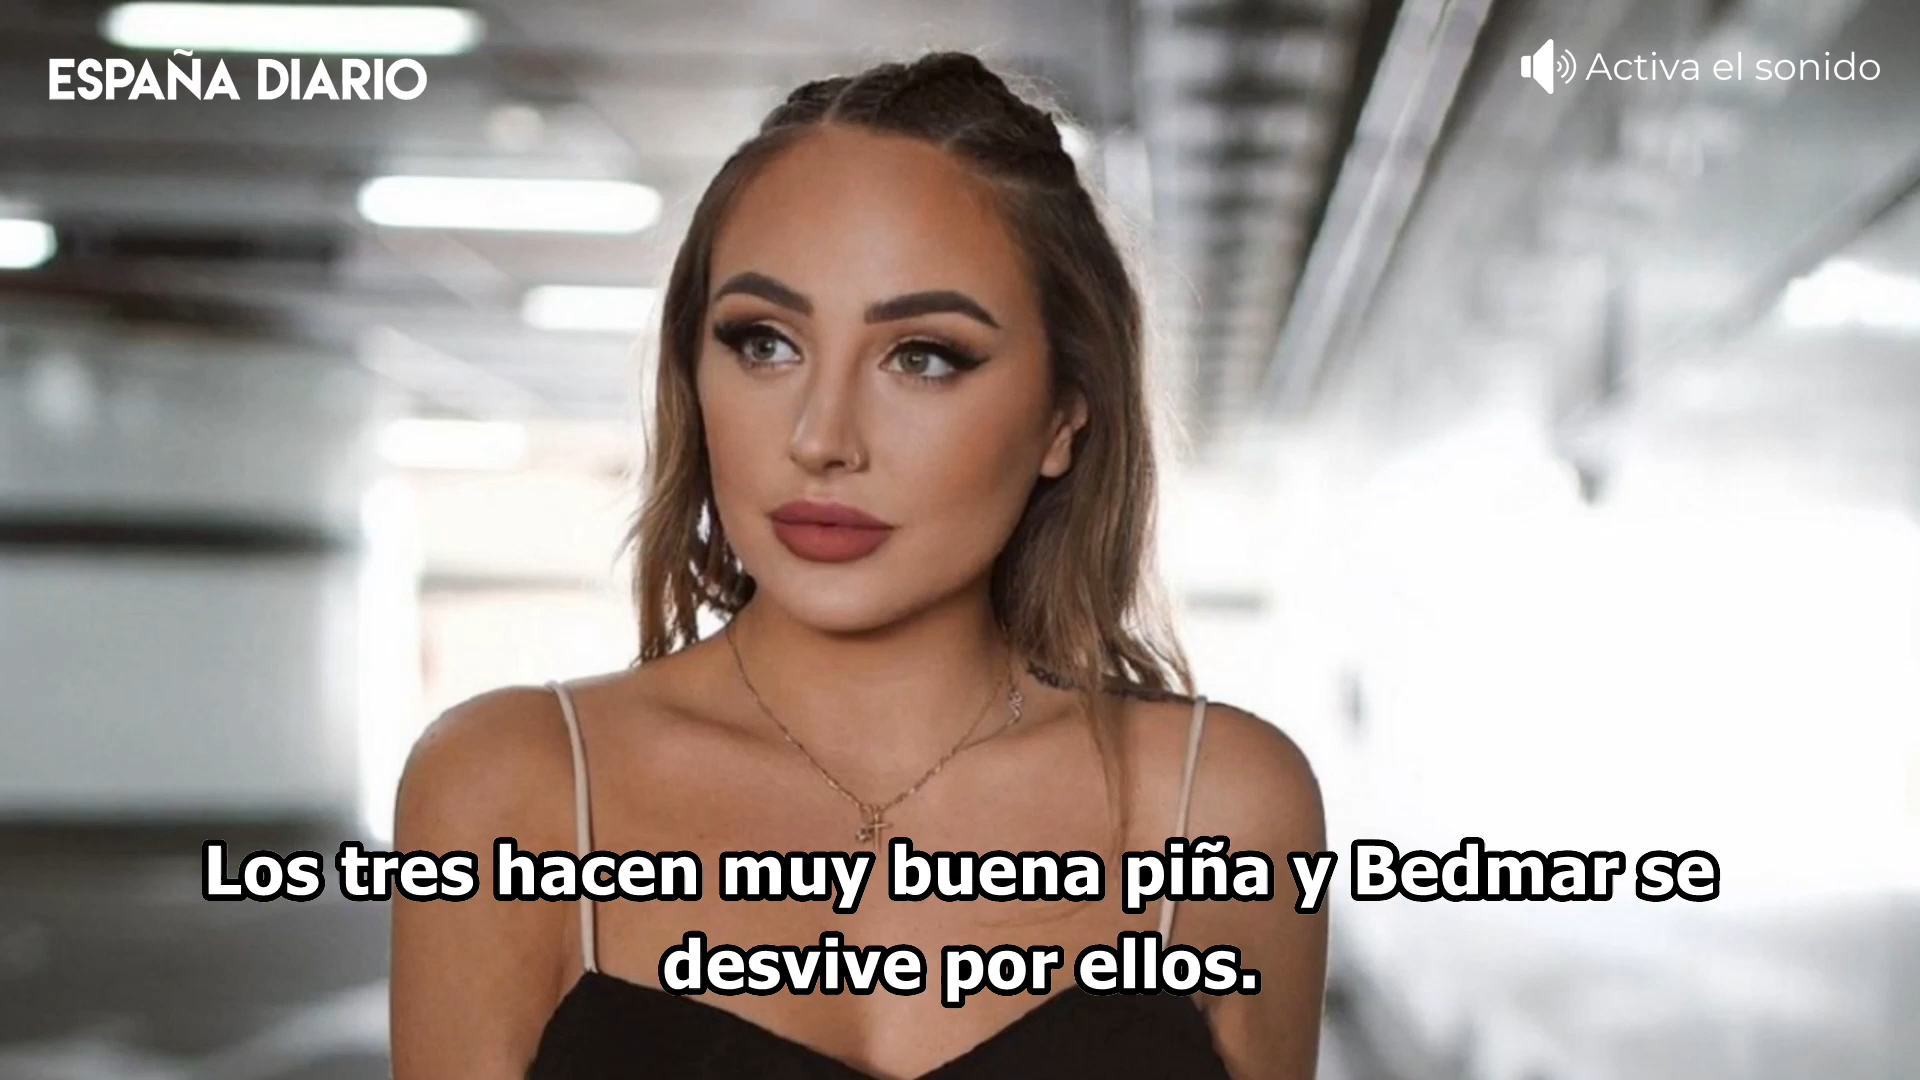 ESPAÑA DIARIO
Activa el sonido
Los tres hacen muy buena piña y Bedmar se
desvive por ellos.